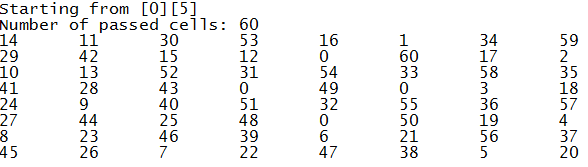 Starting from [0][5]
Number of passed cells: 60
14 11 30 53 16 1 34 59
29 42 15 12 0 60 17 2
10 13 52 31 54 33 58 35
41 28 43 0 49 0 3 18
24 9 40 51 32 55 36 57
27 44 25 48 0 50 19 4
8 23 46 39 6 21 56 37
45 26 7 22 47 38 5 20